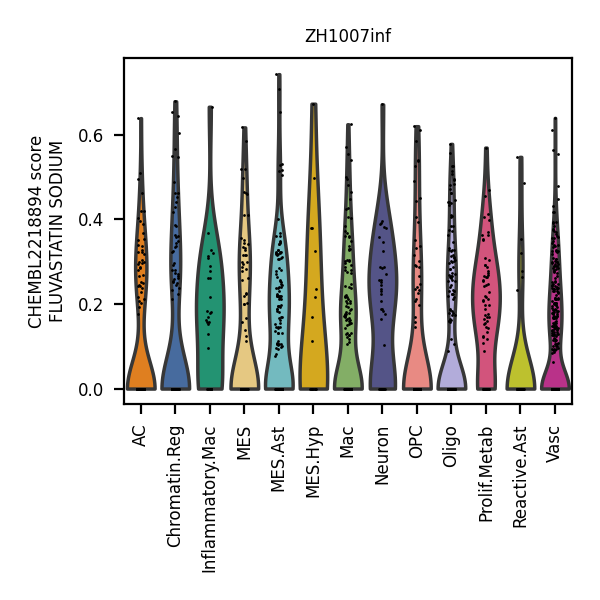 ZH1007inf
CHEMBL2218894 score
FLUVASTATIN SODIUM
0.6
0.4
0.2
0.0
AC
Chromatin.Reg
Inflammatory.Mac
MES
MES.Ast
MES.Hyp
Mac
Neuron
OPC
Oligo
Prolif.Metab
Reactive.Ast
Vasc